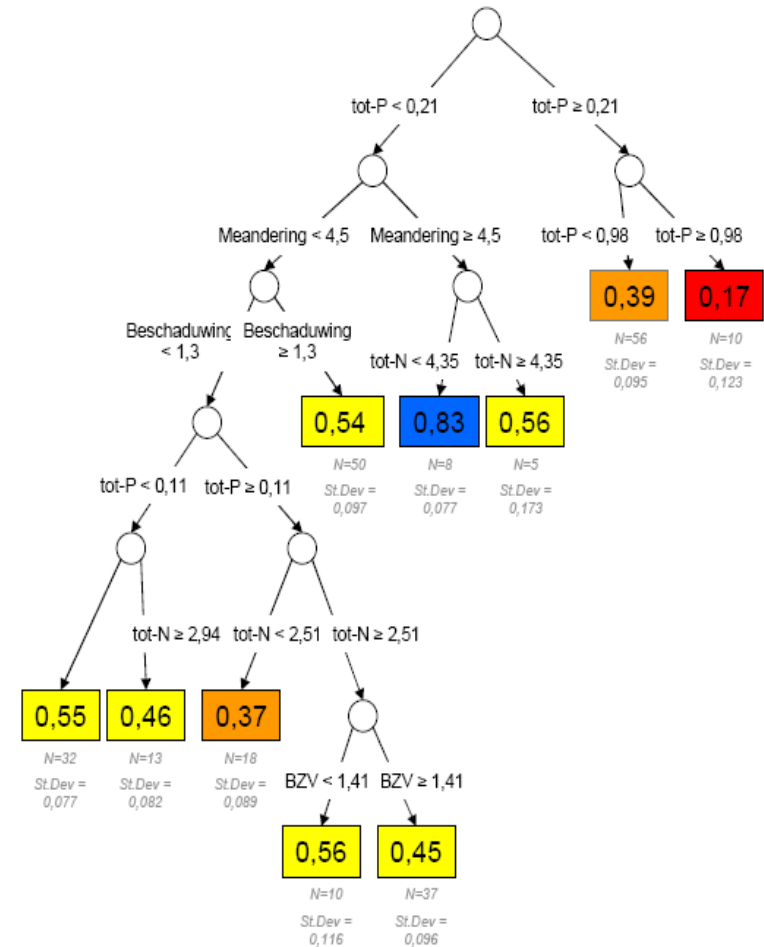 tot-P < 0,21 tot-P ≥ 0,21
Meandering < 4,5 Meandering ≥ 4,5 tot-P < 0,98 tot-P ≥ 0,98
0,39 0,17
N=56 N=10
St.Dev = St.Dev =
0,095 0,123
Beschaduwing Beschaduwing
< 1,3 ≥ 1,3
tot-N < 4,35 tot-N ≥ 4,35
0,54 0,83 0,56
N=50 N=8 N=5
St.Dev = St.Dev = St.Dev =
0,097 0,077 0,173
tot-P < 0,11 tot-P ≥ 0,11
tot-N ≥ 2,94 tot-N < 2,51 tot-N ≥ 2,51
0,55 0,46 0,37
N=32 N=13 N=18
St.Dev = St.Dev = St.Dev =
0,077 0,082 0,089
BZV < 1,41 BZV ≥ 1,41
0,56 0,45
N=10 N=37
St.Dev = St.Dev =
0,116 0,096